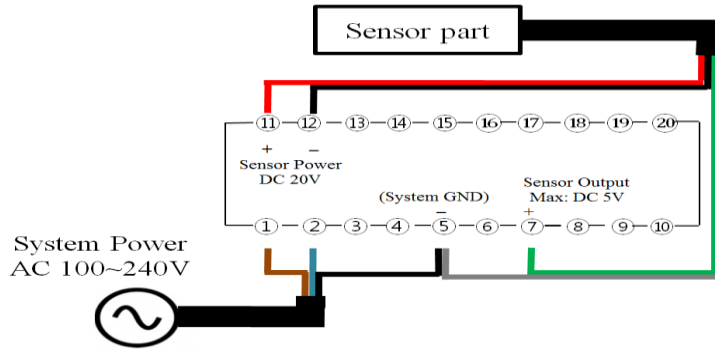 Sensor part
11 12 13 14 15 16 17 18 19 20
+ −
Sensor Power
DC 20V
Sensor Output
Max: DC 5V
(System GND)
− +
1 2 3 4 5 6 7 8 9 10
System Power
AC 100~240V